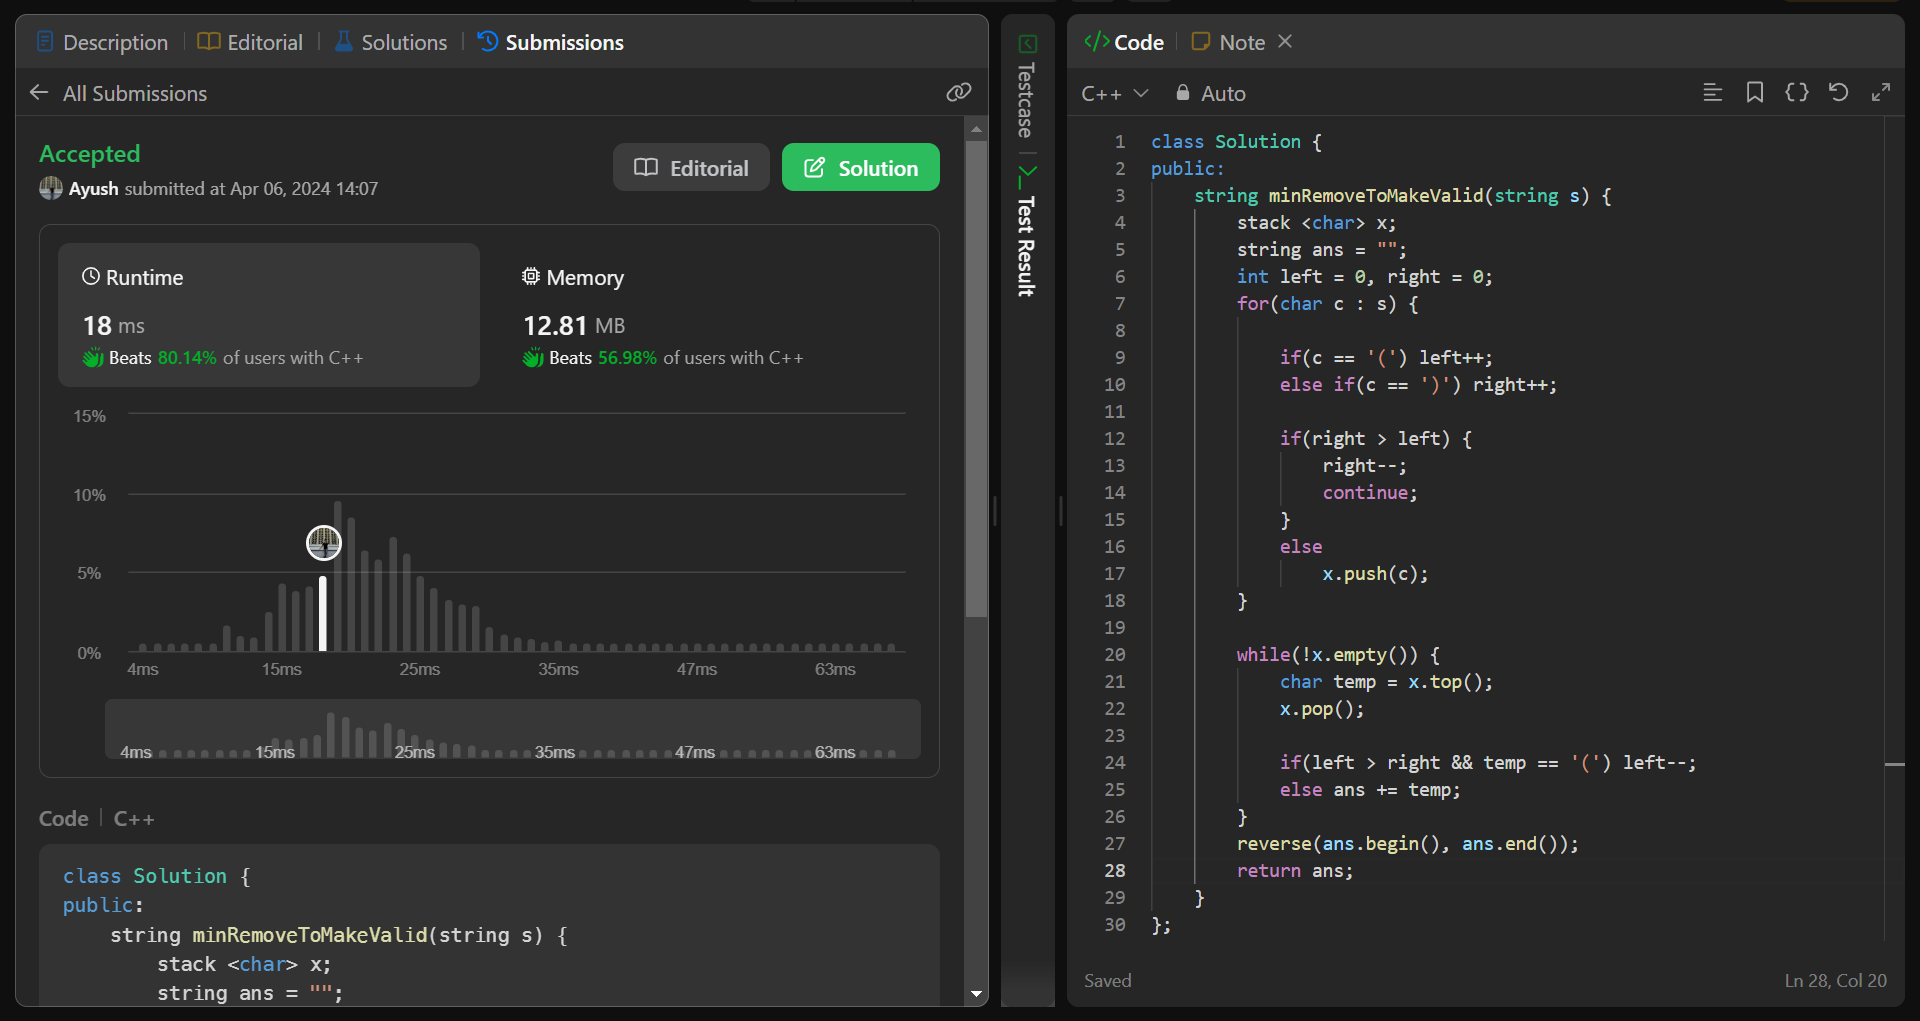 Description | Editorial | Solutions | Submissions
All Submissions
Accepted
Ayush submitted at Apr 06, 2024 14:07
Editorial
Solution
Runtime
18 ms
Beats 80.14% of users with C++
Memory
12.81 MB
Beats 56.98% of users with C++
15%
10%
5%
0%
4ms 15ms 25ms 35ms 47ms 63ms
4ms 15ms 25ms 35ms 47ms 63ms
Code | C++
class Solution {
public:
    string minRemoveToMakeValid(string s) {
        stack <char> x;
        string ans = "";
Testcase
Test Result
</> Code | Note
C++ Auto
1 class Solution {
2 public:
3     string minRemoveToMakeValid(string s) {
4         stack <char> x;
5         string ans = "";
6         int left = 0, right = 0;
7         for(char c : s) {
8
9             if(c == '(') left++;
10             else if(c == ')') right++;
11
12             if(right > left) {
13                 right--;
14                 continue;
15             }
16             else
17                 x.push(c);
18         }
19
20         while(!x.empty()) {
21             char temp = x.top();
22             x.pop();
23
24             if(left > right && temp == '(') left--;
25             else ans += temp;
26         }
27         reverse(ans.begin(), ans.end());
28         return ans;
29     }
30 };
Saved
Ln 28, Col 20